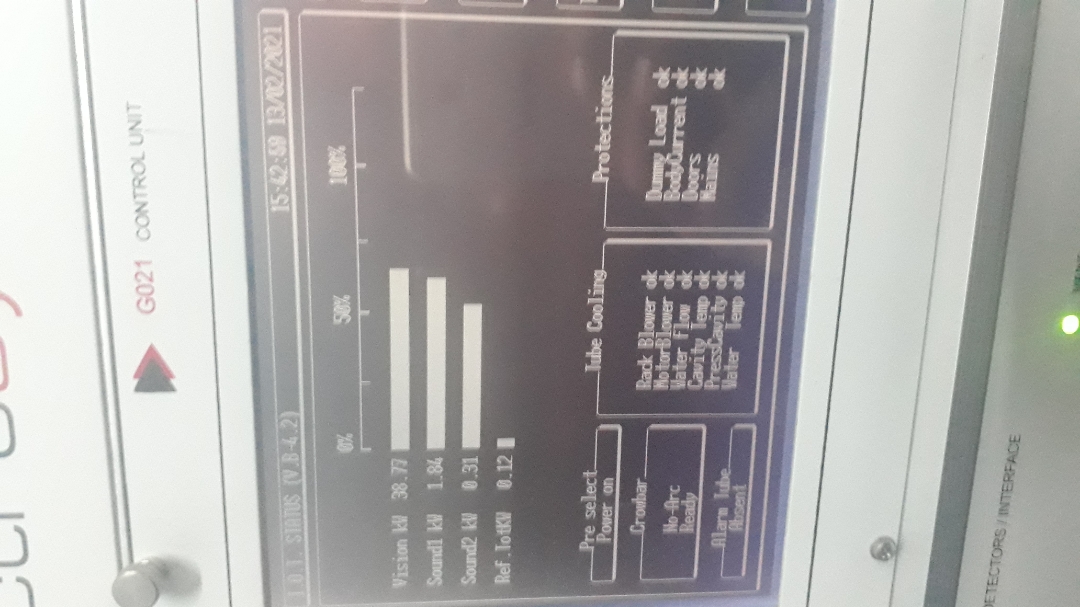 G021 CONTROL UNIT
I.O.T. STATUS (V.B-4.2) 15:42:50 13/02/2021
0% 50% 100%
Vision kW 38.77
Sound1 kW 1.84
Sound2 kW 0.31
Ref.TotKW 0.12
Pre select
Power on
Crowbar
No-Arc
Ready
Alarm Tube
Absent
Tube Cooling
Rack Blower ok
MotorBlower ok
Water Flow ok
Cavity Temp ok
PressCavity ok
Water Temp ok
Protections
Dummy Load ok
BodyCurrent ok
Doors ok
Mains ok
DETECTORS / INTERFACE